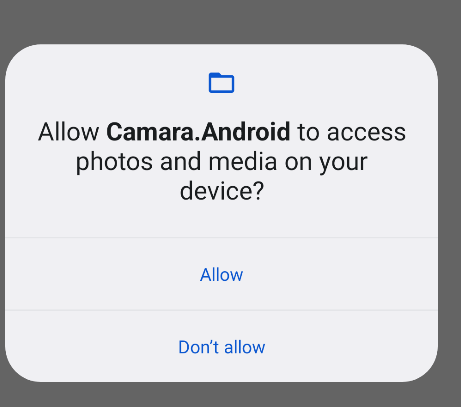 Allow Camara.Android to access
photos and media on your
device?
Allow
Don’t allow